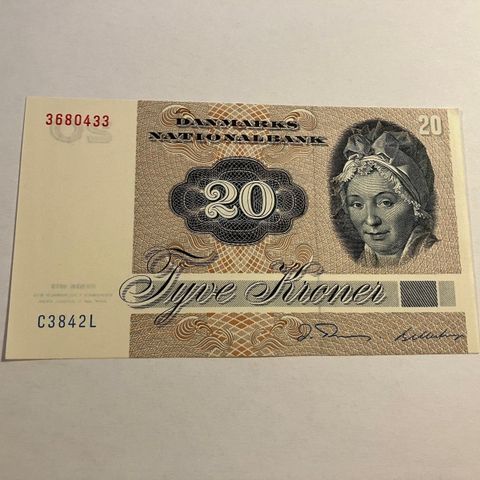 3680433
DANMARKS
NATIONALBANK
20
20
Tyve Kroner
C3842L